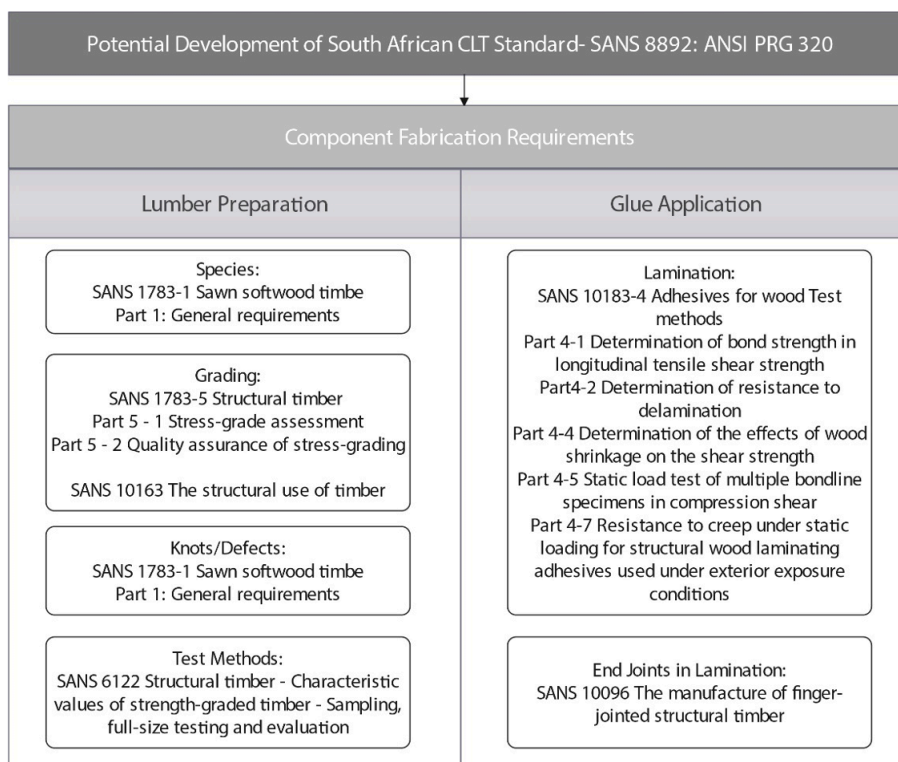 Potential Development of South African CLT Standard- SANS 8892: ANSI PRG 320
Component Fabrication Requirements
Lumber Preparation
Species:
SANS 1783-1 Sawn softwood timbe
Part 1: General requirements
Grading:
SANS 1783-5 Structural timber
Part 5 - 1 Stress-grade assessment
Part 5 - 2 Quality assurance of stress-grading
SANS 10163 The structural use of timber
Knots/Defects:
SANS 1783-1 Sawn softwood timbe
Part 1: General requirements
Test Methods:
SANS 6122 Structural timber - Characteristic
values of strength-graded timber - Sampling,
full-size testing and evaluation
Glue Application
Lamination:
SANS 10183-4 Adhesives for wood Test
methods
Part 4-1 Determination of bond strength in
longitudinal tensile shear strength
Part4-2 Determination of resistance to
delamination
Part 4-4 Determination of the effects of wood
shrinkage on the shear strength
Part 4-5 Static load test of multiple bondline
specimens in compression shear
Part 4-7 Resistance to creep under static
loading for structural wood laminating
adhesives used under exterior exposure
conditions
End Joints in Lamination:
SANS 10096 The manufacture of finger-
jointed structural timber